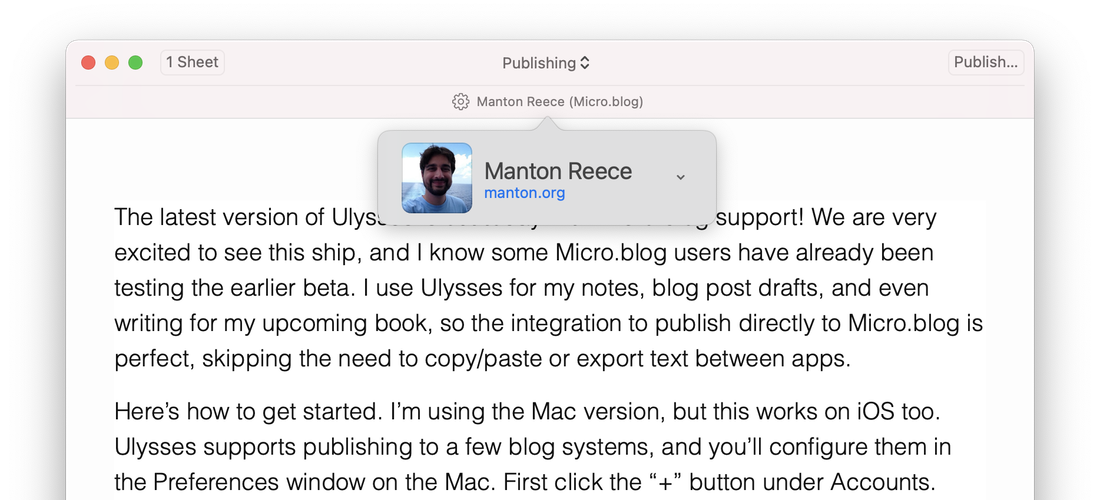 1 Sheet
Publishing
Publish...
Manton Reece (Micro.blog)
Manton Reece
manton.org
The latest version of Ulysses support! We are very
excited to see this ship, and I know some Micro.blog users have already been
testing the earlier beta. I use Ulysses for my notes, blog post drafts, and even
writing for my upcoming book, so the integration to publish directly to Micro.blog is
perfect, skipping the need to copy/paste or export text between apps.
Here’s how to get started. I’m using the Mac version, but this works on iOS too.
Ulysses supports publishing to a few blog systems, and you’ll configure them in
the Preferences window on the Mac. First click the “+” button under Accounts.